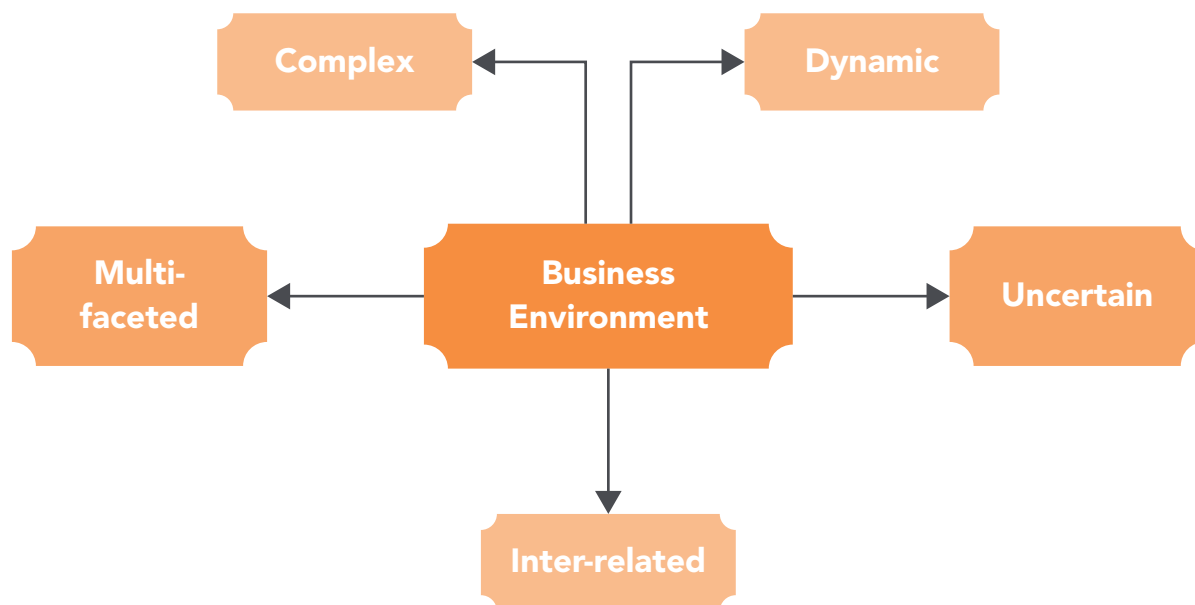 Complex
Dynamic
Multi-
faceted
Business
Environment
Uncertain
Inter-related